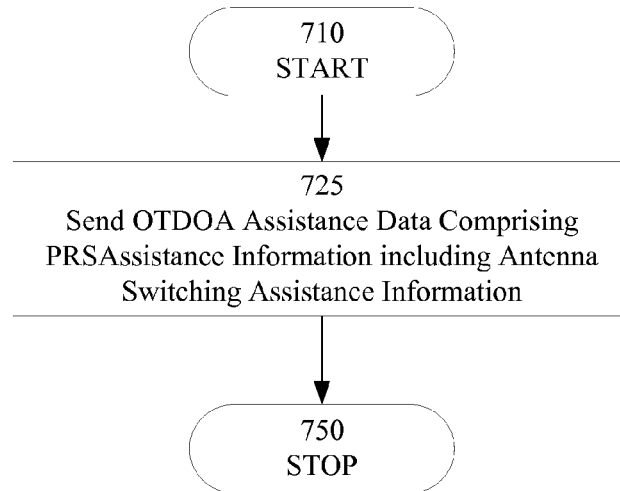 710
START
725
Send OTDOA Assistance Data Comprising
PRSAssistance Information including Antenna
Switching Assistance Information
750
STOP